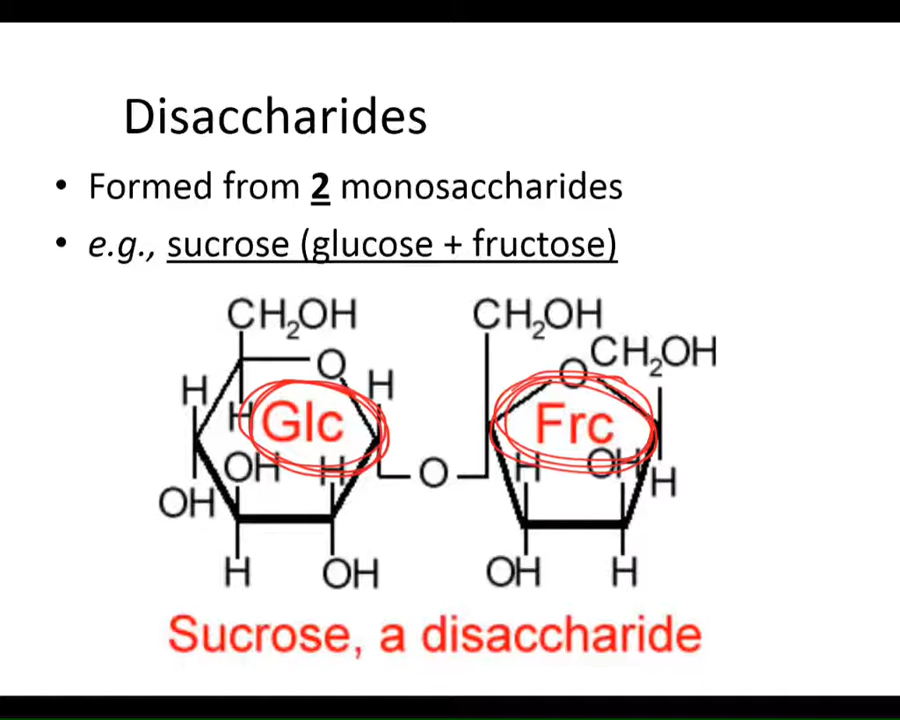 Disaccharides
• Formed from 2 monosaccharides
• e.g., sucrose (glucose + fructose)
CH2OH CH2OH
O O CH2OH
H H
H Glc Frc
OH H O H OH H
OH
H OH OH H
Sucrose, a disaccharide